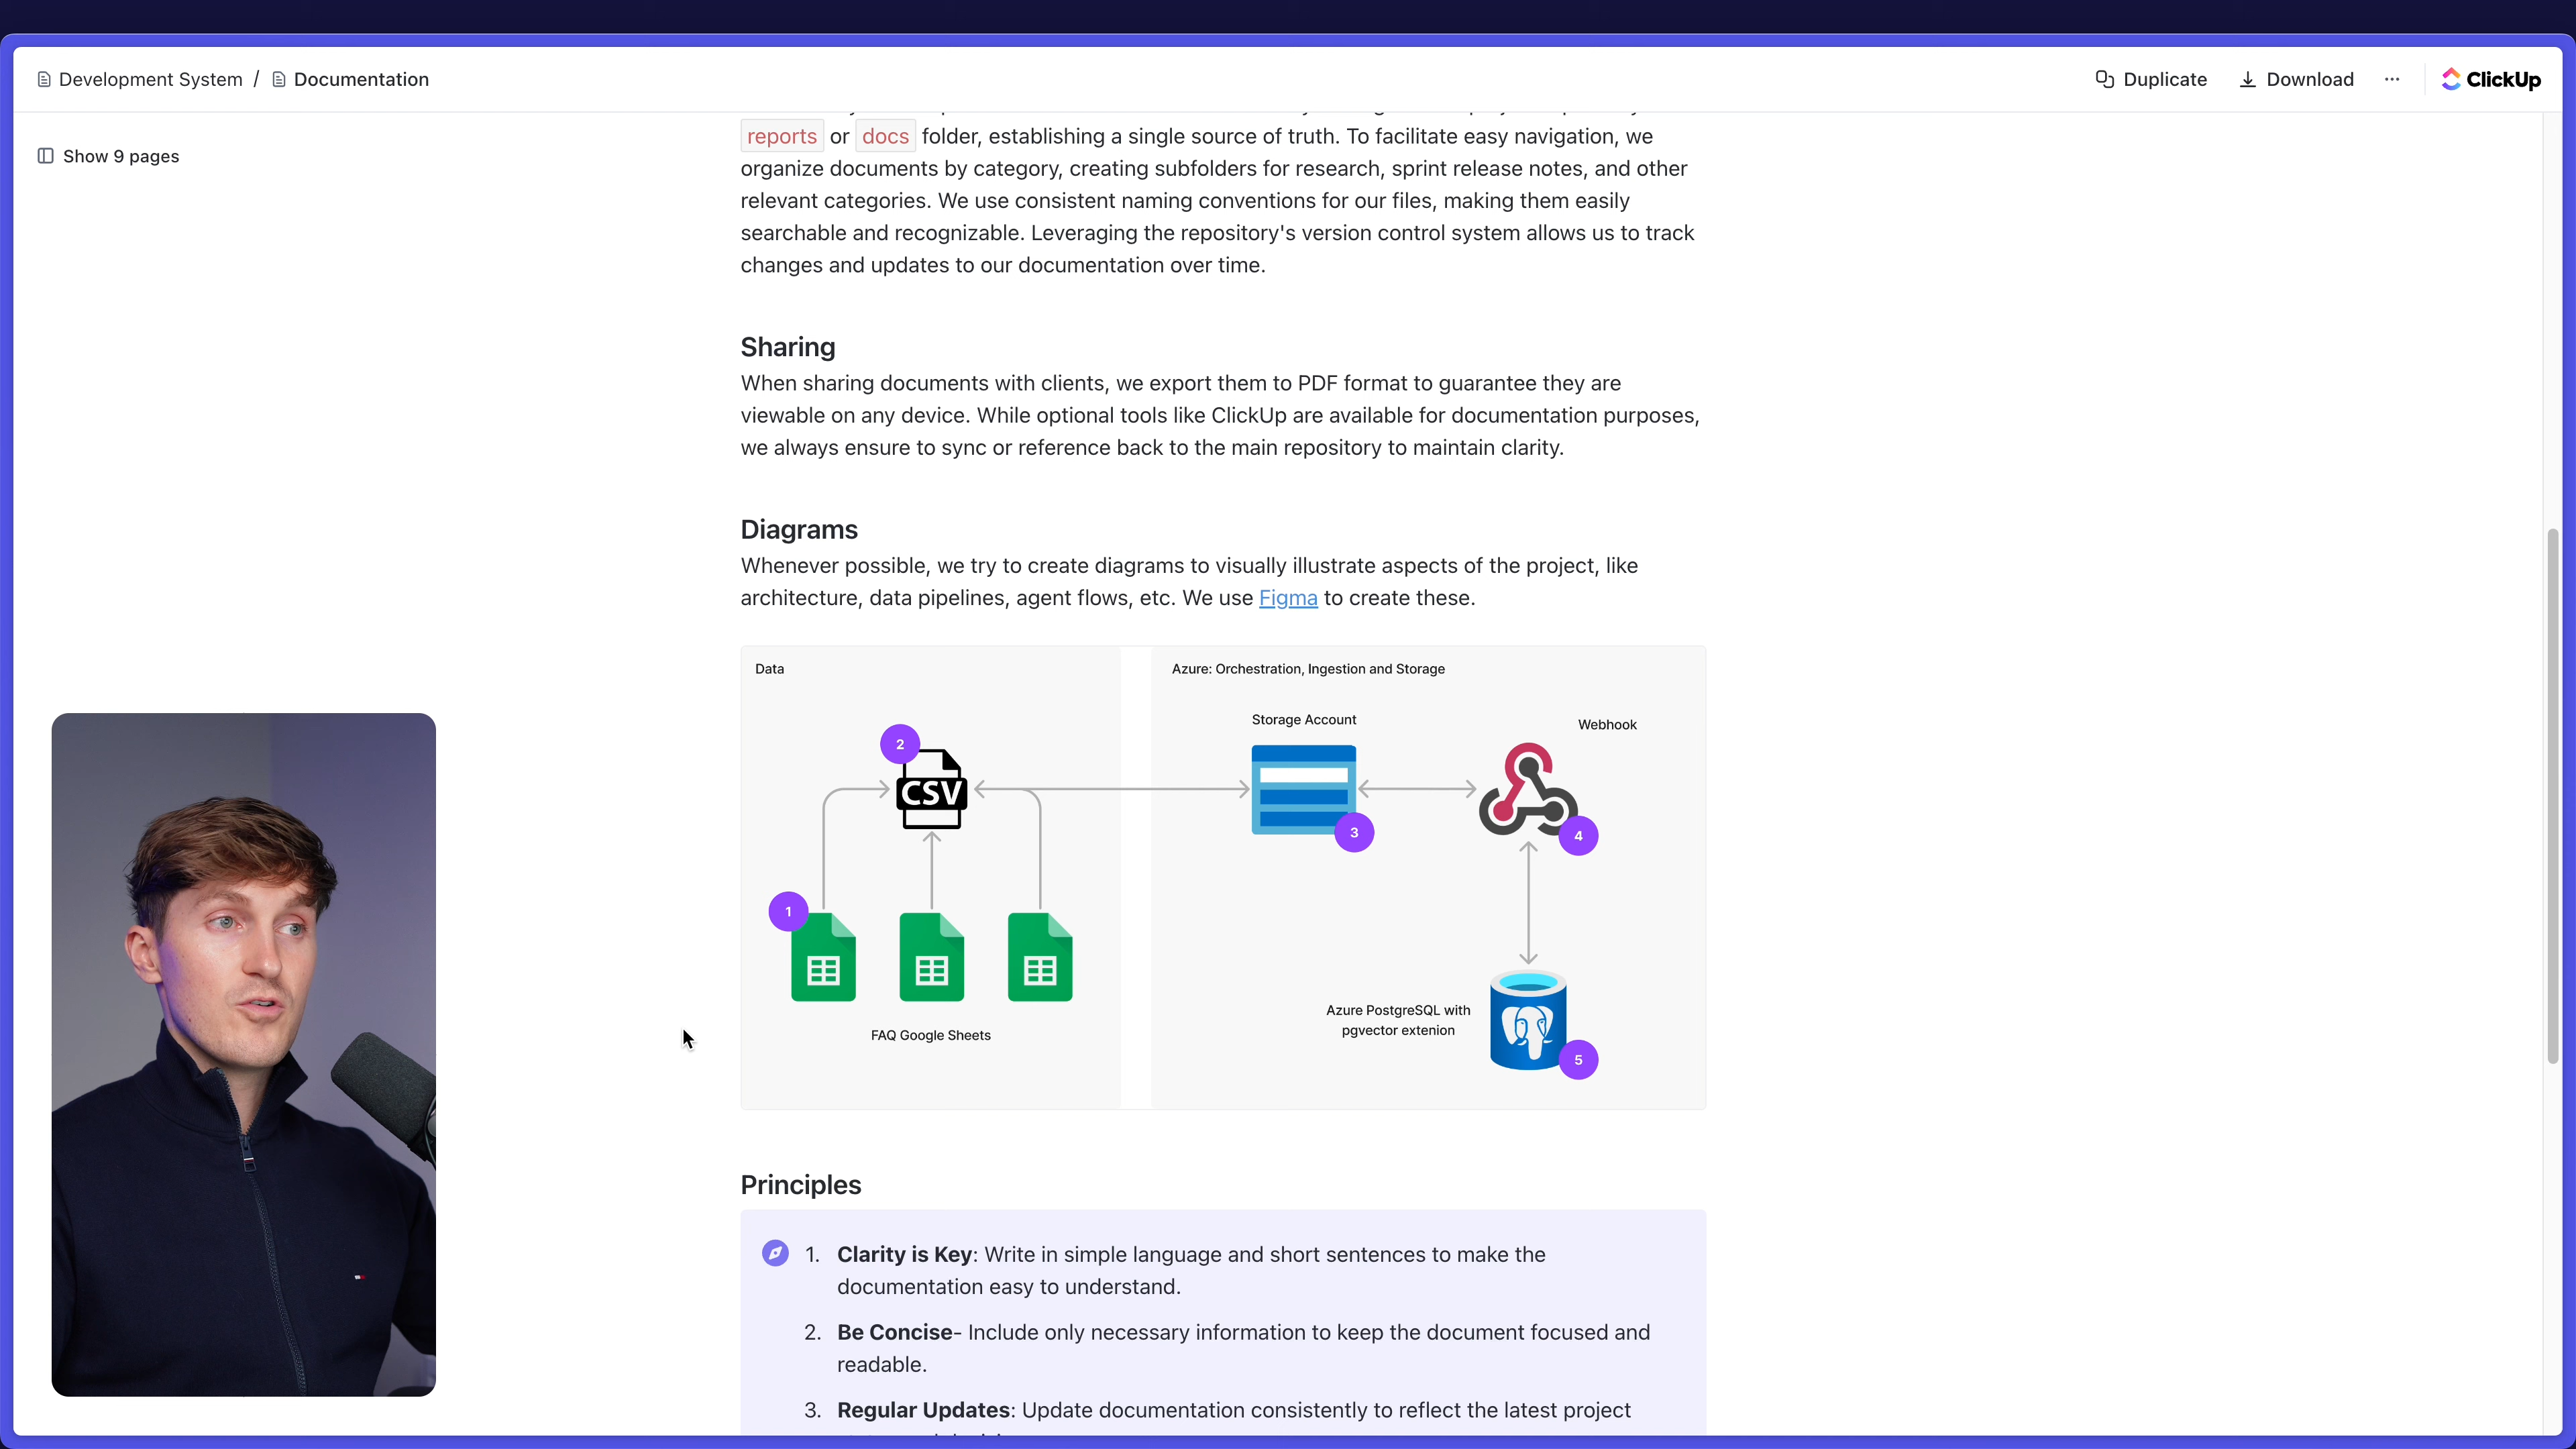 Development System / Documentation
Duplicate
Download
ClickUp
Show 9 pages
reports or docs folder, establishing a single source of truth. To facilitate easy navigation, we
organize documents by category, creating subfolders for research, sprint release notes, and other
relevant categories. We use consistent naming conventions for our files, making them easily
searchable and recognizable. Leveraging the repository's version control system allows us to track
changes and updates to our documentation over time.
Sharing
When sharing documents with clients, we export them to PDF format to guarantee they are
viewable on any device. While optional tools like ClickUp are available for documentation purposes,
we always ensure to sync or reference back to the main repository to maintain clarity.
Diagrams
Whenever possible, we try to create diagrams to visually illustrate aspects of the project, like
architecture, data pipelines, agent flows, etc. We use Figma to create these.
Data
2
CSV
1
FAQ Google Sheets
Azure: Orchestration, Ingestion and Storage
Storage Account
3
Webhook
4
Azure PostgreSQL with
pgvector extenion
5
Principles
1. Clarity is Key: Write in simple language and short sentences to make the
documentation easy to understand.
2. Be Concise- Include only necessary information to keep the document focused and
readable.
3. Regular Updates: Update documentation consistently to reflect the latest project